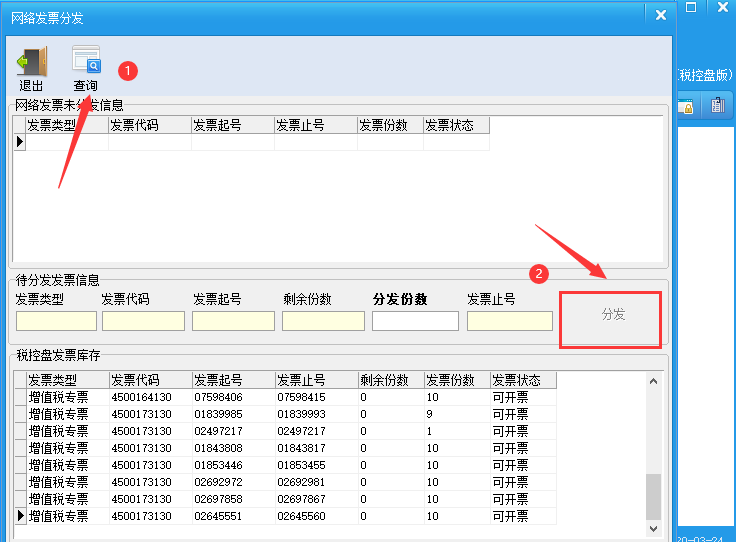 网络发票分发
(税控盘版)
退出 查询 1
网络发票未分发信息
发票类型 发票代码 发票起号 发票止号 发票份数 发票状态
待分发发票信息
2
发票类型 发票代码 发票起号 剩余份数 分发份数 发票止号
分发
税控盘发票库存
发票类型 发票代码 发票起号 发票止号 剩余份数 发票份数 发票状态
增值税专票 4500164130 07598406 07598415 0 10 可开票
增值税专票 4500173130 01839985 01839993 0 9 可开票
增值税专票 4500173130 02497217 02497217 0 1 可开票
增值税专票 4500173130 01843808 01843817 0 10 可开票
增值税专票 4500173130 01853446 01853455 0 10 可开票
增值税专票 4500173130 02692972 02692981 0 10 可开票
增值税专票 4500173130 02697858 02697867 0 10 可开票
增值税专票 4500173130 02645551 02645560 0 10 可开票
20-03-24